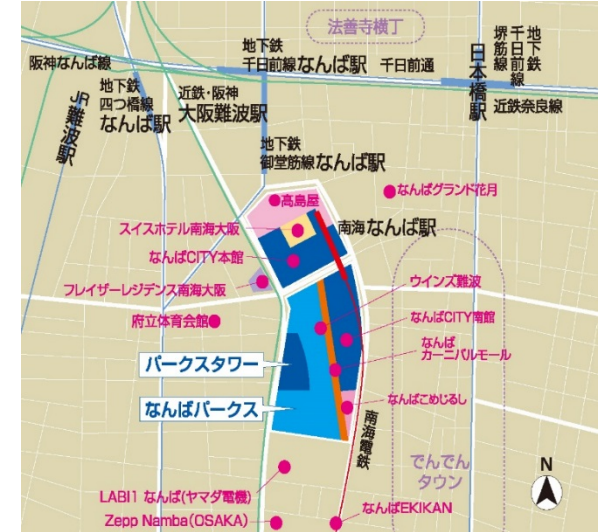 法善寺横丁
阪神なんば線
地下鉄
千日前線なんば駅
千日前通
日本橋駅
堺筋線
千日前線
地下鉄
近鉄奈良線
JR難波駅
地下鉄
四つ橋線
なんば駅
近鉄・阪神
大阪難波駅
地下鉄
御堂筋線なんば駅
なんばグランド花月
髙島屋
スイスホテル南海大阪
南海なんば駅
なんばCITY本館
フレイザーレジデンス南海大阪
ウインズ難波
府立体育会館
なんばCITY南館
なんば
カーニバルモール
パークスタワー
なんばこめじるし
なんばパークス
南海電鉄
でんでん
タウン
N
LABI1 なんば(ヤマダ電機)
Zepp Namba(OSAKA)
なんばEKIKAN